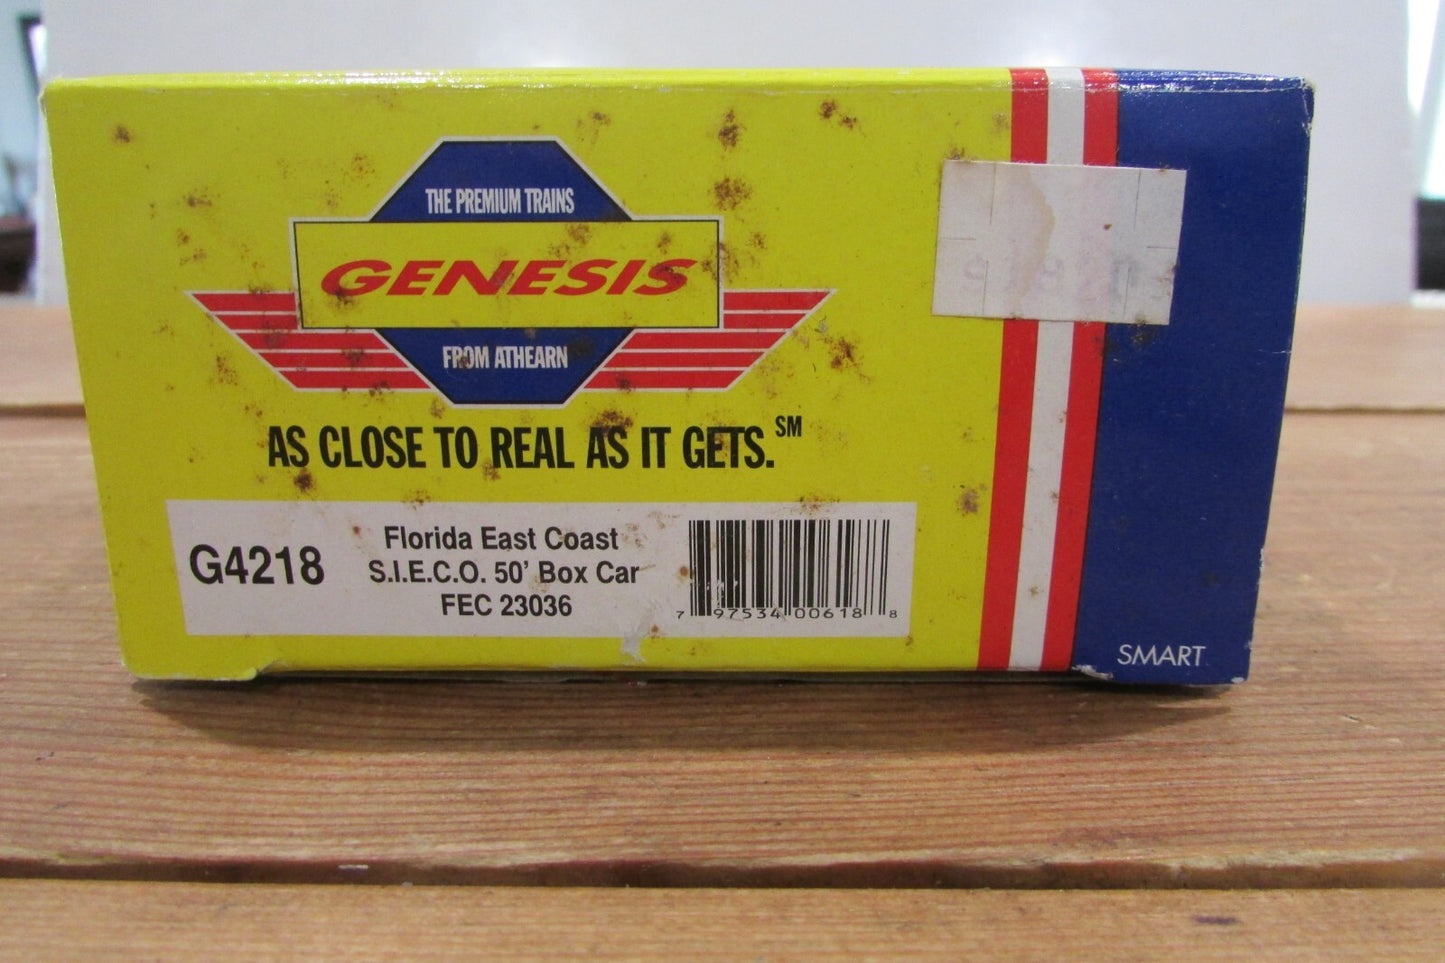 THE PREMIUM TRAINS
GENESIS
FROM ATHEARN
AS CLOSE TO REAL AS IT GETS.℠
G4218
Florida East Coast
S.I.E.C.O. 50' Box Car
FEC 23036
7 97534 00618 8
SMART